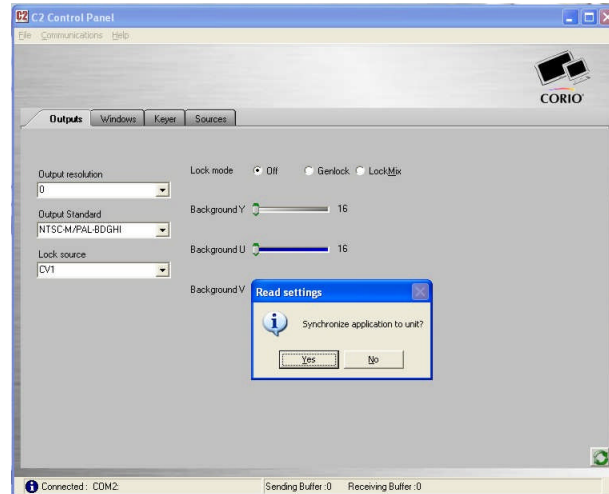 C2 C2 Control Panel
File Communications Help
CORIO
Outputs Windows Keyer Sources
Output resolution
0
Output Standard
NTSC-M/PAL-BDGHI
Lock source
CV1
Lock mode Off Genlock LockMix
Background Y 16
Background U 16
Background V
Read settings
Synchronize application to unit?
Yes No
Connected : COM2: Sending Buffer :0 Receiving Buffer :0